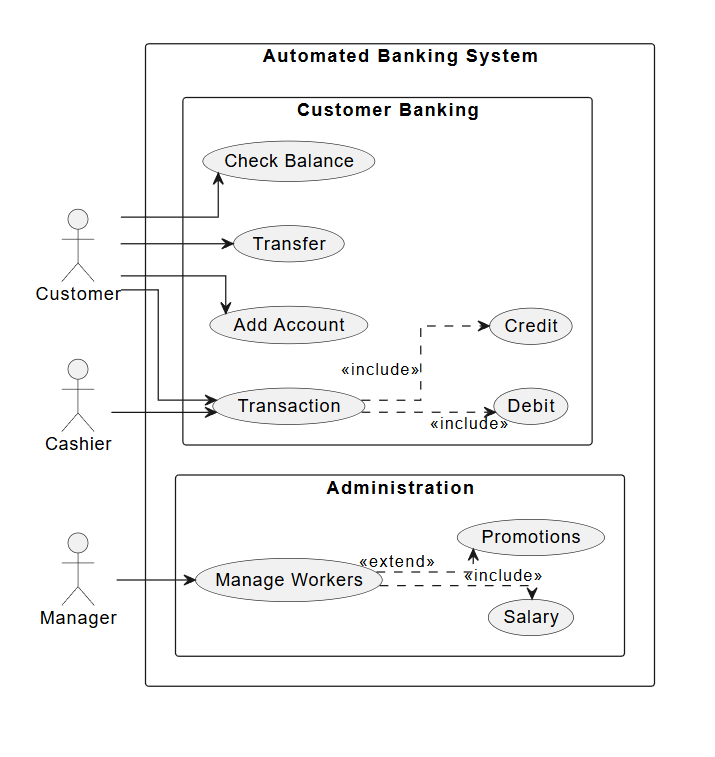 Automated Banking System
Customer Banking
Check Balance
Transfer
Customer
Add Account
Credit
«include»
Transaction
Debit
«include»
Cashier
Administration
Promotions
«extend»
«include»
Manage Workers
Manager
Salary